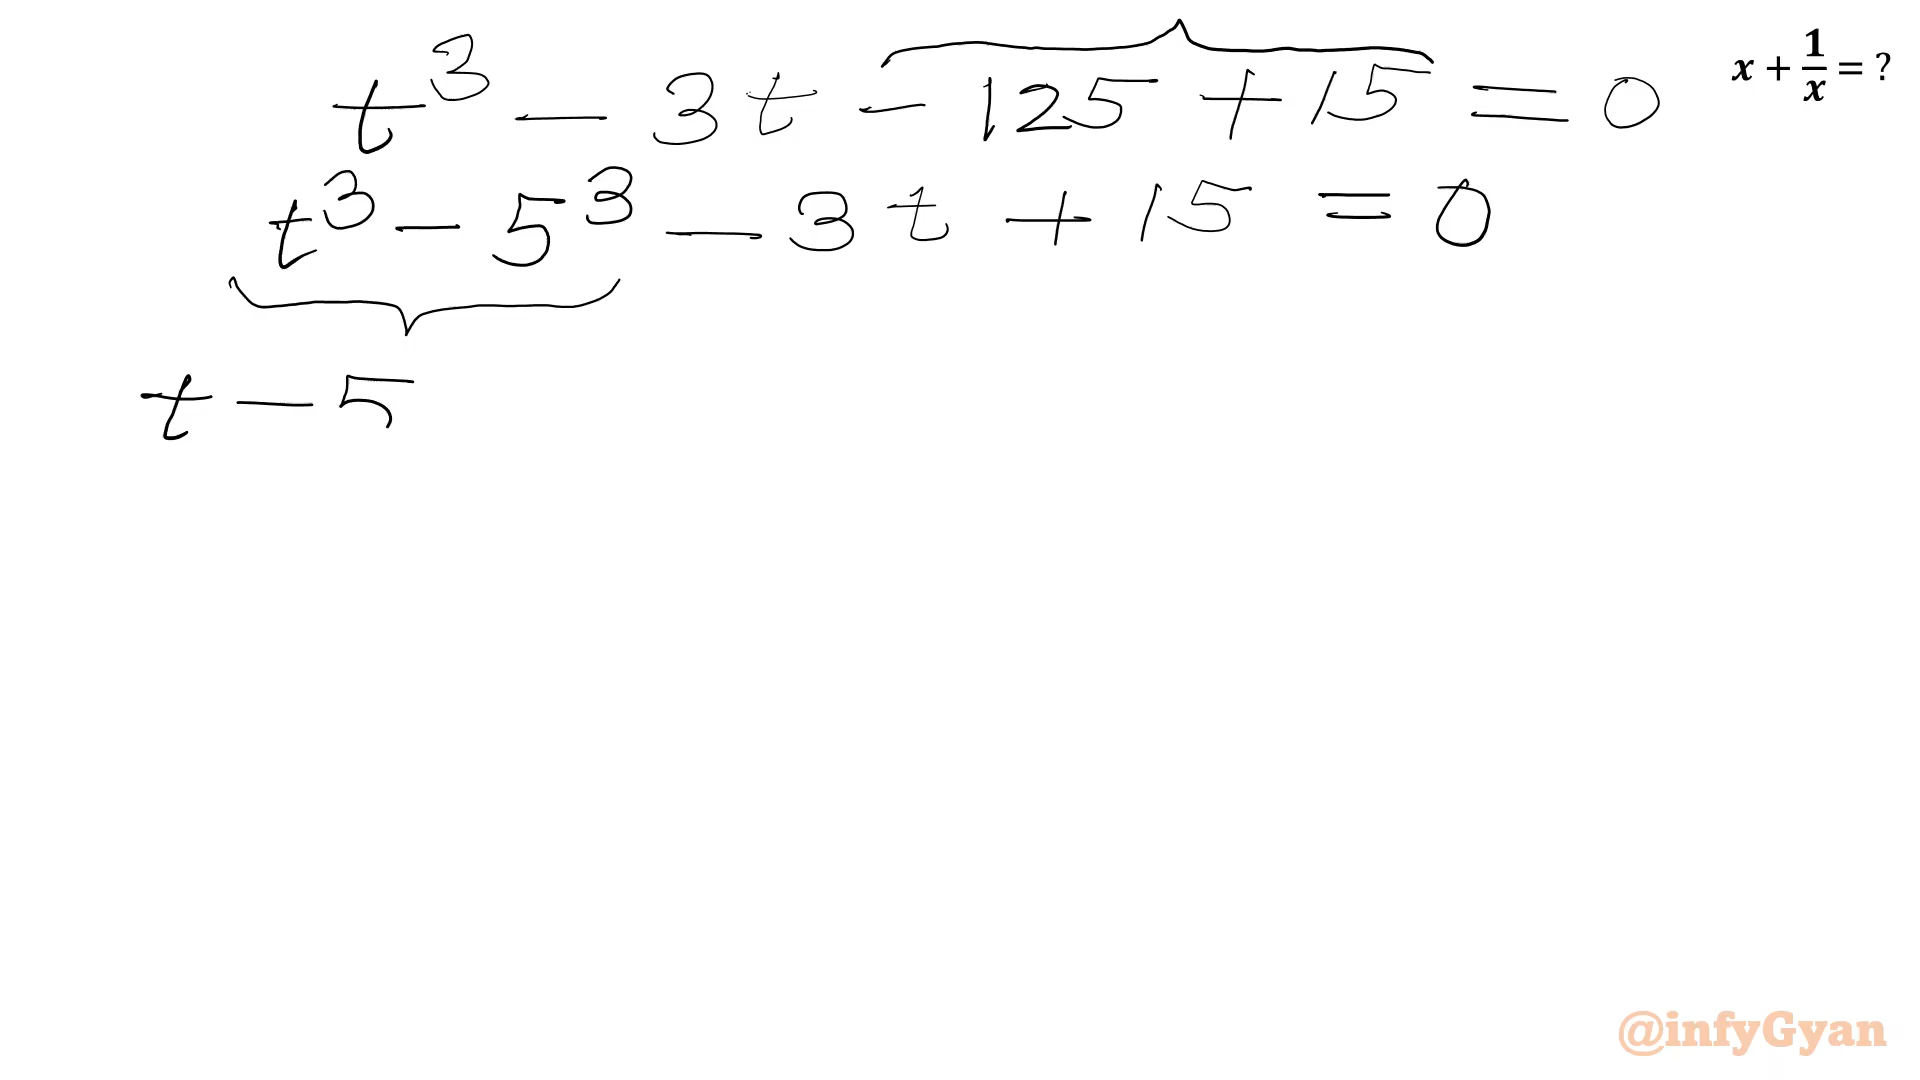 t³ - 3t - 125 + 15 = 0
x + 1/x = ?
t³ - 5³ - 3t + 15 = 0
t - 5
@infyGyan